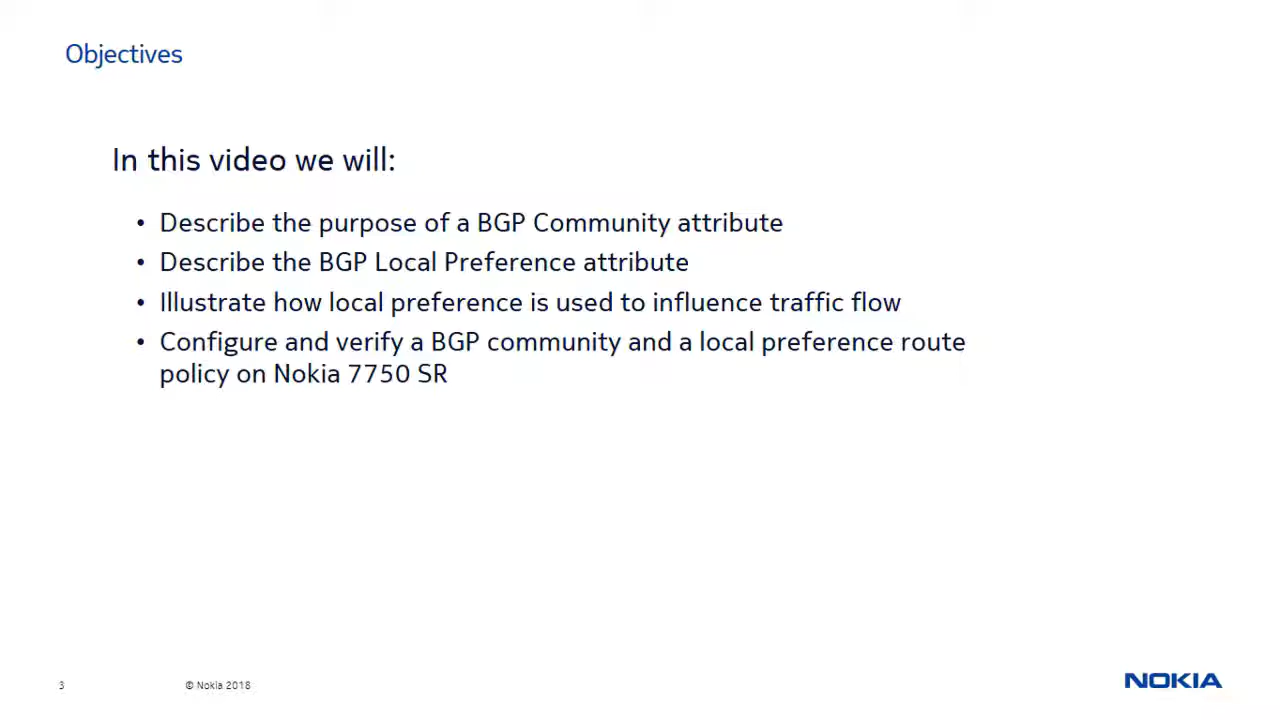 Objectives
In this video we will:
• Describe the purpose of a BGP Community attribute
• Describe the BGP Local Preference attribute
• Illustrate how local preference is used to influence traffic flow
• Configure and verify a BGP community and a local preference route
policy on Nokia 7750 SR
3 © Nokia 2018
NOKIA